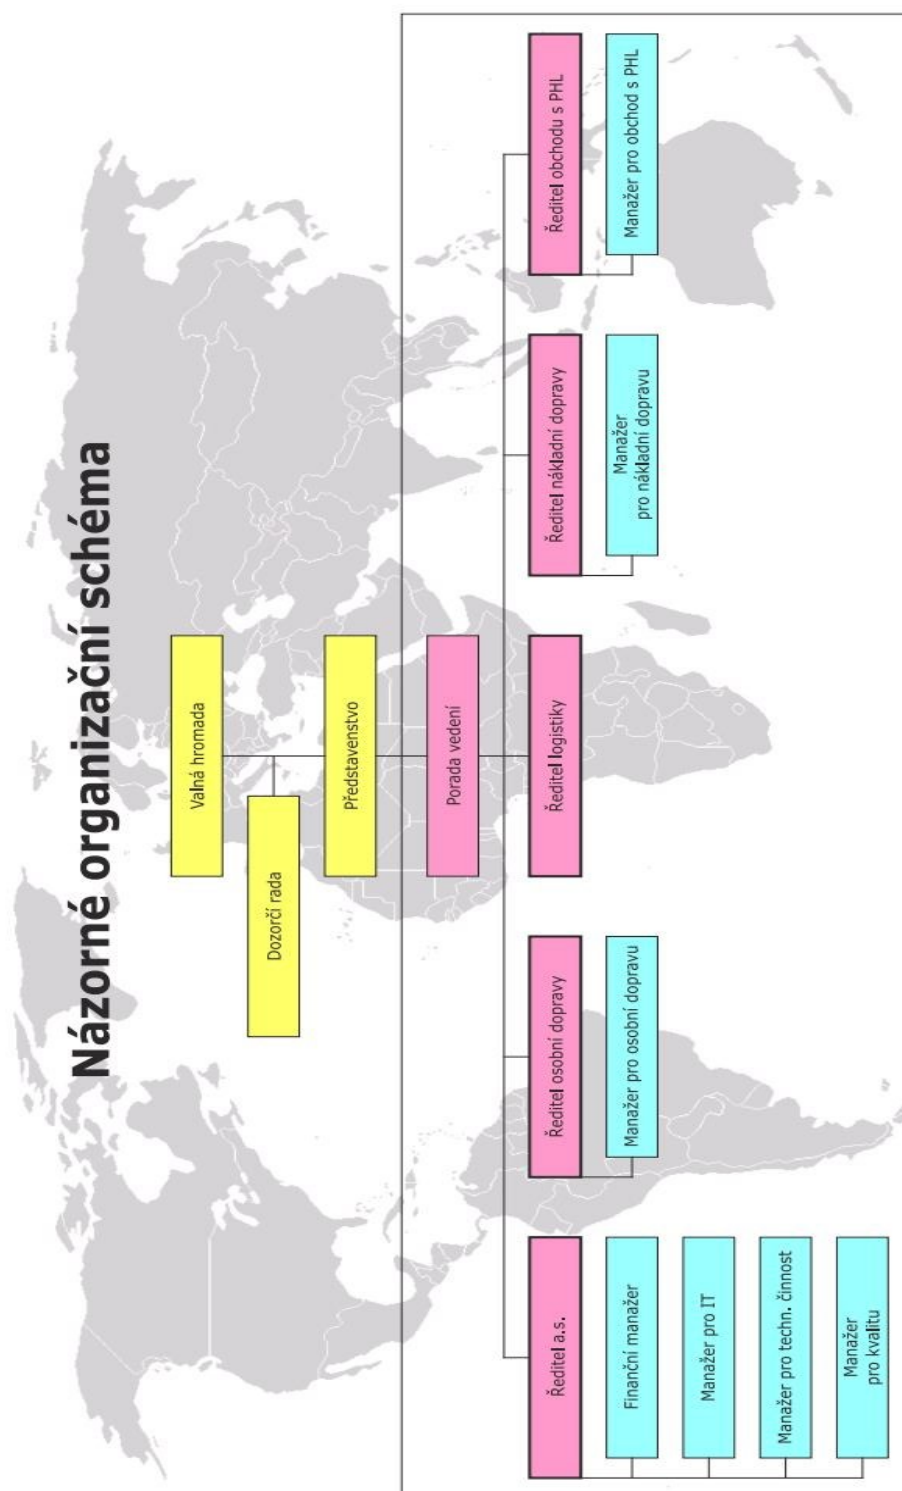 Názorné organizační schéma
Valná hromada
Dozorčí rada
Představenstvo
Porada vedení
Ředitel a.s.
Ředitel osobní dopravy
Ředitel logistiky
Ředitel nákladní dopravy
Ředitel obchodu s PHL
Finanční manažer
Manažer pro IT
Manažer pro techn. činnost
Manažer
pro kvalitu
Manažer pro osobní dopravu
Manažer
pro nákladní dopravu
Manažer pro obchod s PHL